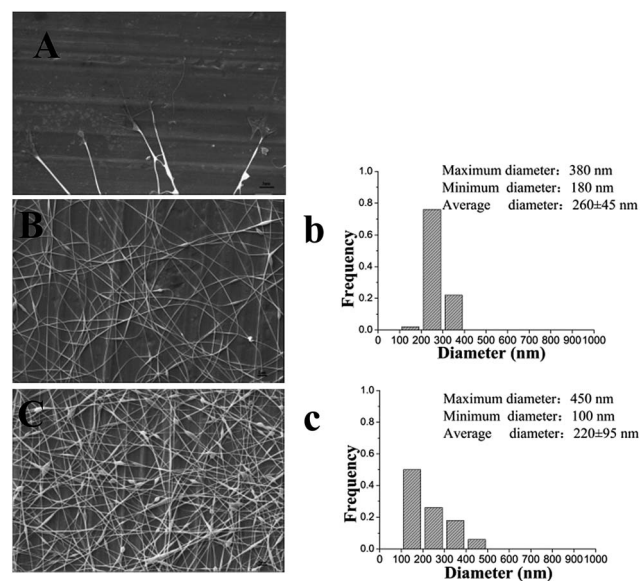 A
B
b
1.0
0.8
0.6
0.4
0.2
0.0
Frequency
Maximum diameter: 380 nm
Minimum diameter: 180 nm
Average diameter: 260±45 nm
0 100 200 300 400 500 600 700 800 900 1000
Diameter (nm)
C
c
1.0
0.8
0.6
0.4
0.2
0.0
Frequency
Maximum diameter: 450 nm
Minimum diameter: 100 nm
Average diameter: 220±95 nm
0 100 200 300 400 500 600 700 800 900 1000
Diameter (nm)